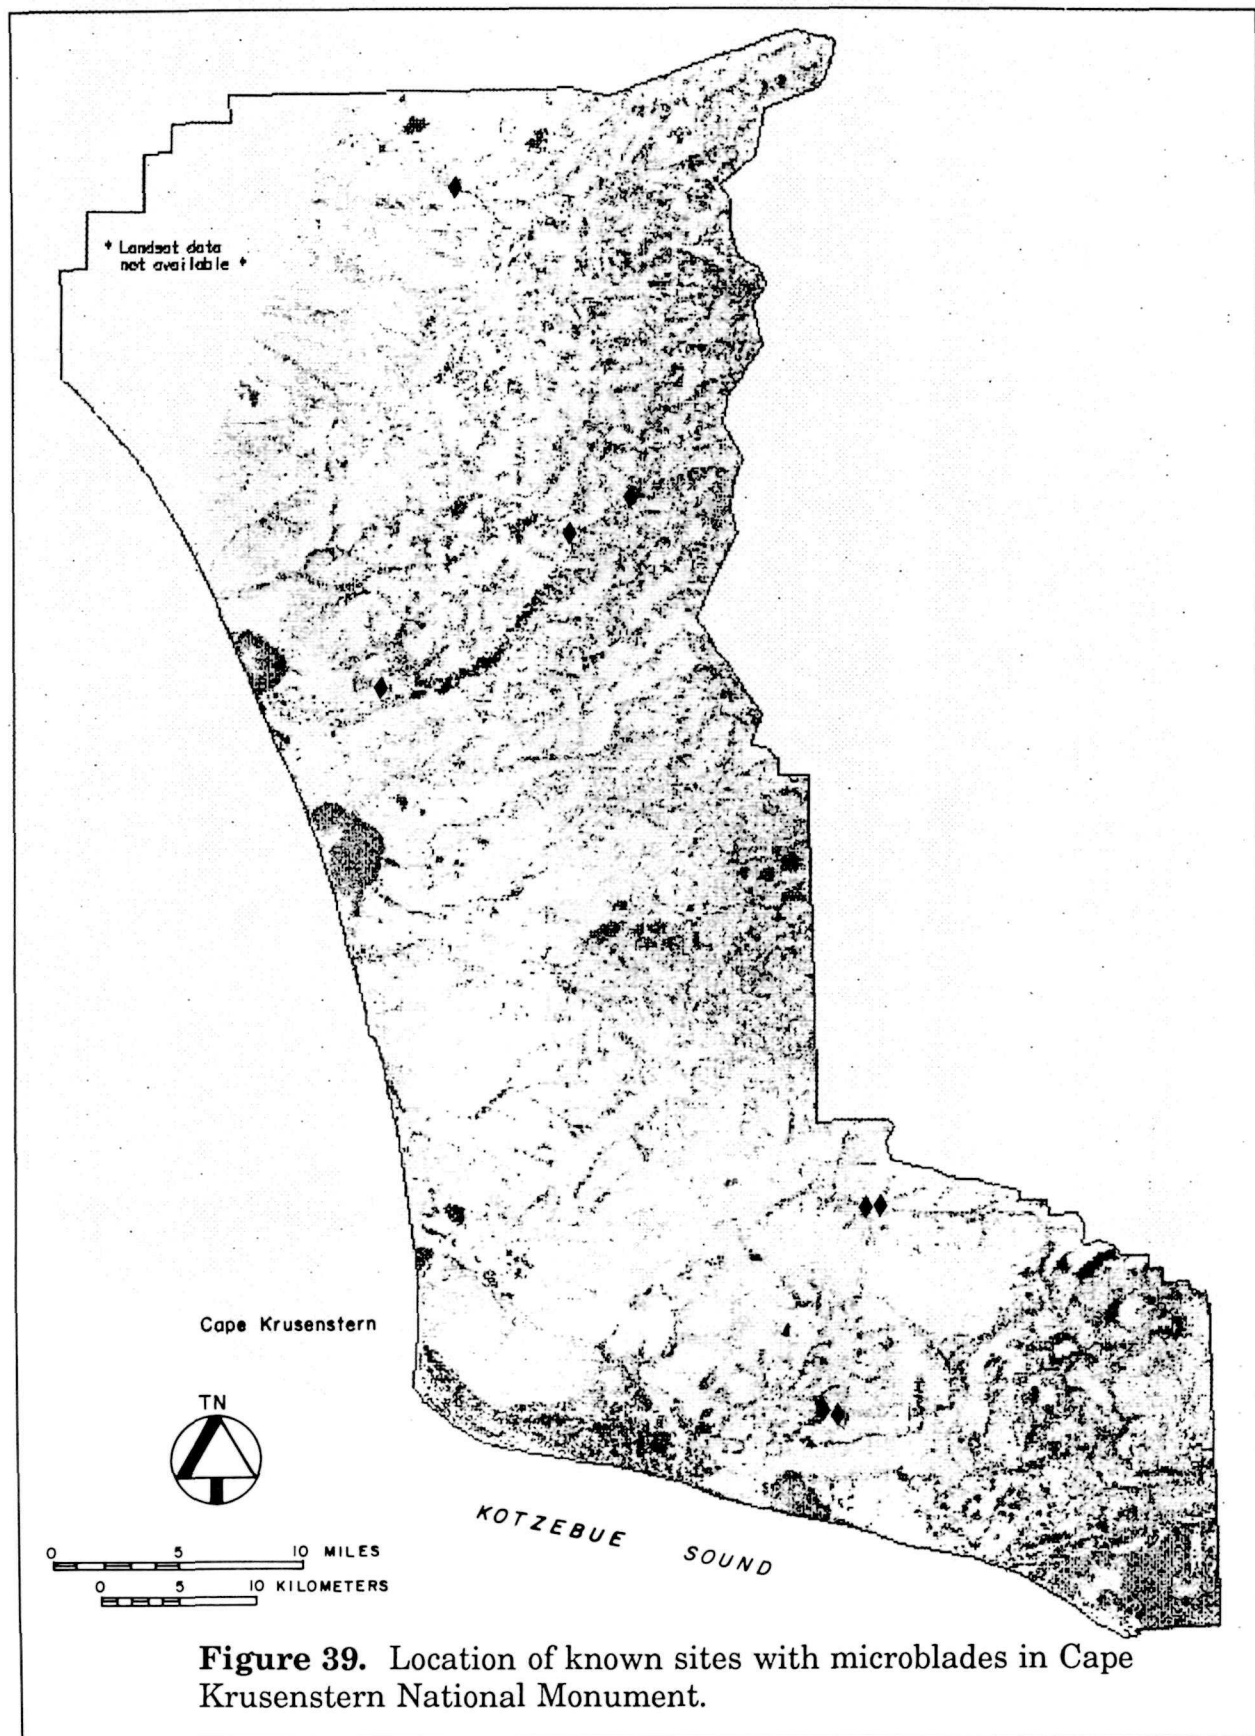 * Landsat data
not available *
Cape Krusenstern
TN
KOTZEBUE SOUND
0 5 10 MILES
0 5 10 KILOMETERS
Figure 39. Location of known sites with microblades in Cape
Krusenstern National Monument.